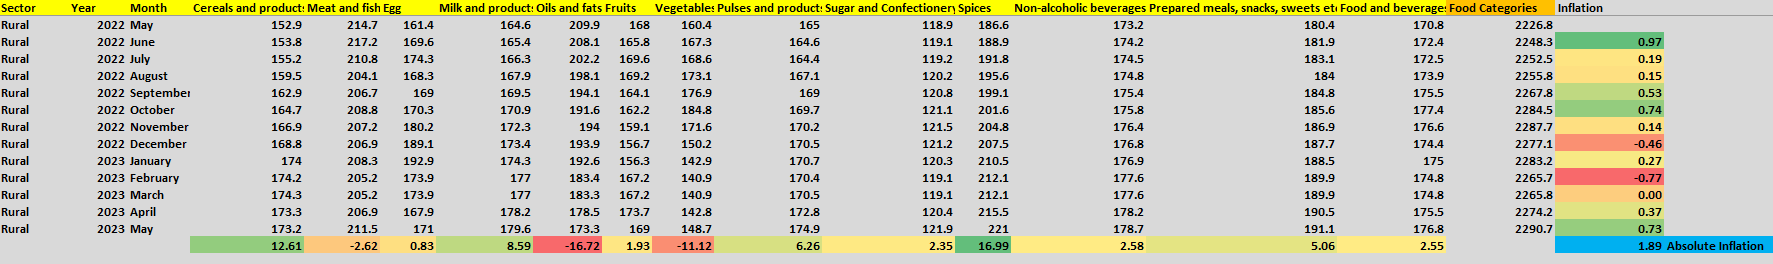 Sector Year Month Cereals and product Meat and fish Egg Milk and product Oils and fats Fruits Vegetables Pulses and product Sugar and Confectionery Spices Non-alcoholic beverages Prepared meals, snacks, sweets et Food and beverage Food Categories Inflation
Rural 2022 May 152.9 214.7 161.4 164.6 209.9 168 160.4 165 118.9 186.6 173.2 180.4 170.8 2226.8
Rural 2022 June 153.8 217.2 169.6 165.4 208.1 165.8 167.3 164.6 119.1 188.9 174.2 181.9 172.4 2248.3 0.97
Rural 2022 July 155.2 210.8 174.3 166.3 202.2 169.6 168.6 164.4 119.2 191.8 174.5 183.1 172.5 2252.5 0.19
Rural 2022 August 159.5 204.1 168.3 167.9 198.1 169.2 173.1 167.1 120.2 195.6 174.8 184 173.9 2255.8 0.15
Rural 2022 September 162.9 206.7 169 169.5 194.1 164.1 176.9 169 120.8 199.1 175.4 184.8 175.5 2267.8 0.53
Rural 2022 October 164.7 208.8 170.3 170.9 191.6 162.2 184.8 169.7 121.1 201.6 175.8 185.6 177.4 2284.5 0.74
Rural 2022 November 166.9 207.2 180.2 172.3 194 159.1 171.6 170.2 121.5 204.8 176.4 186.9 176.6 2287.7 0.14
Rural 2022 December 168.8 206.9 189.1 173.4 193.9 156.7 150.2 170.5 121.2 207.5 176.8 187.7 174.4 2277.1 -0.46
Rural 2023 January 174 208.3 192.9 174.3 192.6 156.3 142.9 170.7 120.3 210.5 176.9 188.5 175 2283.2 0.27
Rural 2023 February 174.2 205.2 173.9 177 183.4 167.2 140.9 170.4 119.1 212.1 177.6 189.9 174.8 2265.7 -0.77
Rural 2023 March 174.3 205.2 173.9 177 183.3 167.2 140.9 170.5 119.1 212.1 177.6 189.9 174.8 2265.8 0.00
Rural 2023 April 173.3 206.9 167.9 178.2 178.5 173.7 142.8 172.8 120.4 215.5 178.2 190.5 175.5 2274.2 0.37
Rural 2023 May 173.2 211.5 171 179.6 173.3 169 148.7 174.9 121.9 221 178.7 191.1 176.8 2290.7 0.73
12.61 -2.62 0.83 8.59 -16.72 1.93 -11.12 6.26 2.35 16.99 2.58 5.06 2.55 1.89 Absolute Inflation